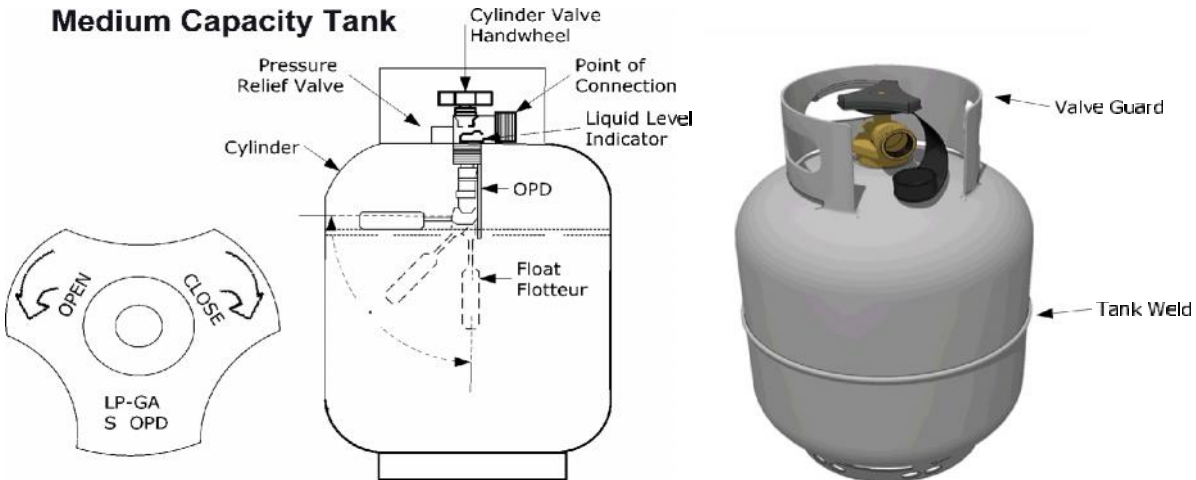 Medium Capacity Tank
Cylinder Valve
Handwheel
Pressure
Relief Valve
Point of
Connection
Liquid Level
Indicator
Cylinder
OPD
Float
Flotteur
OPEN
CLOSE
LP-GA
S OPD
Valve Guard
Tank Weld